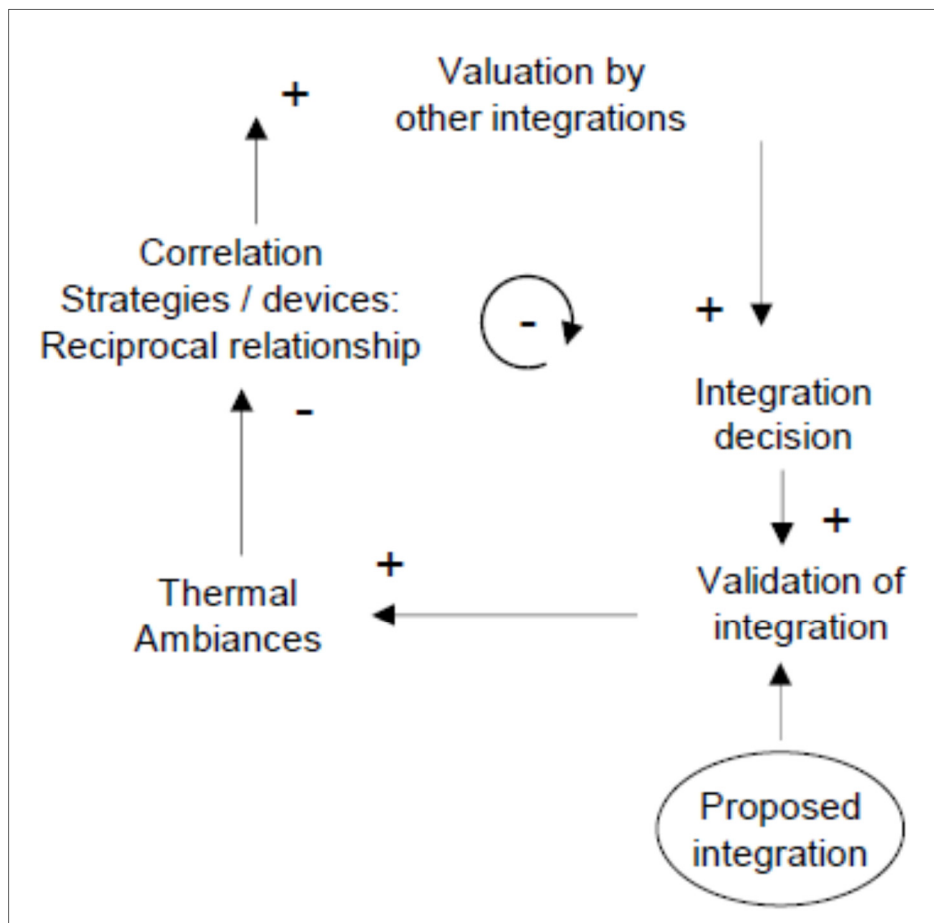 Valuation by
other integrations
+
Correlation
Strategies / devices:
Reciprocal relationship
-
+
Integration
decision
-
+
+
Thermal
Ambiances
Validation of
integration
Proposed
integration